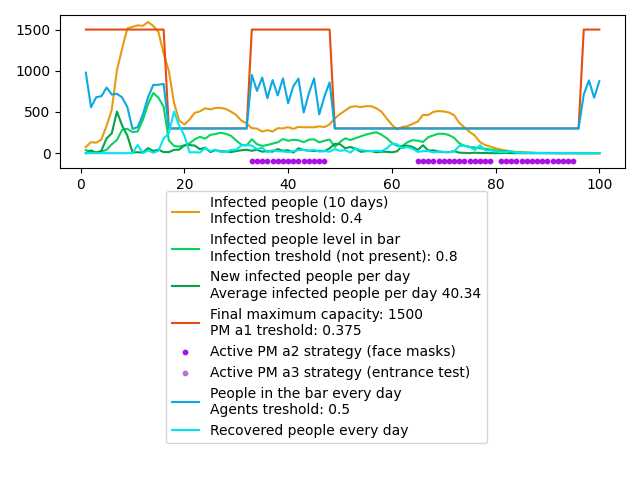 1500
1000
500
0
0
20
40
60
80
100
Infected people (10 days)
Infection treshold: 0.4
Infected people level in bar
Infection treshold (not present): 0.8
New infected people per day
Average infected people per day 40.34
Final maximum capacity: 1500
PM a1 treshold: 0.375
Active PM a2 strategy (face masks)
Active PM a3 strategy (entrance test)
People in the bar every day
Agents treshold: 0.5
Recovered people every day